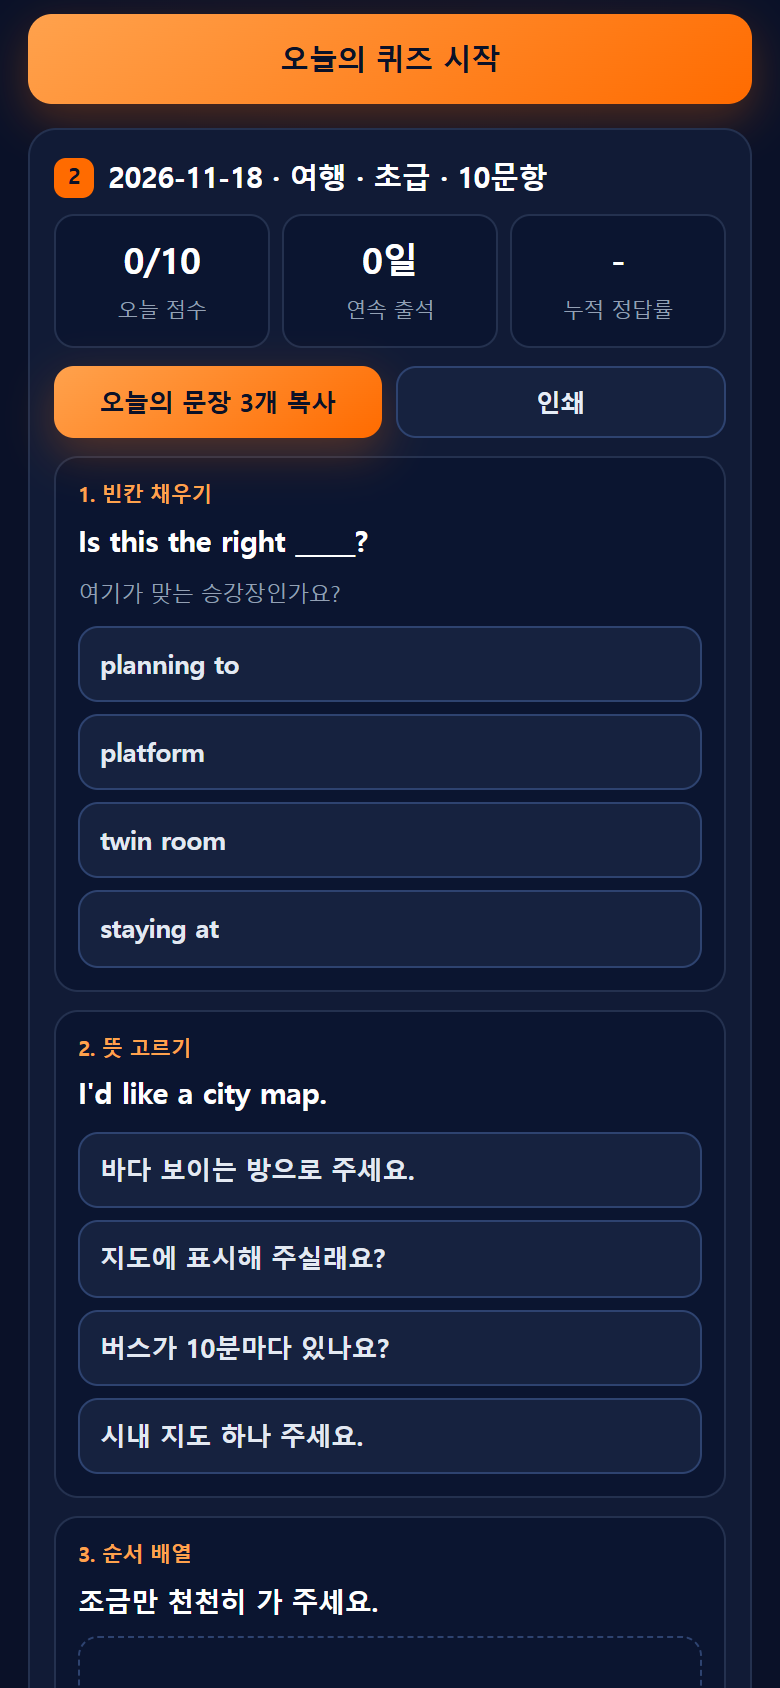 오늘의 퀴즈 시작
2 2026-11-18 · 여행 · 초급 · 10문항
0/10 0일 -
오늘 점수 연속 출석 누적 정답률
오늘의 문장 3개 복사 인쇄
1. 빈칸 채우기
Is this the right _____?
여기가 맞는 승강장인가요?
planning to
platform
twin room
staying at
2. 뜻 고르기
I'd like a city map.
바다 보이는 방으로 주세요.
지도에 표시해 주실래요?
버스가 10분마다 있나요?
시내 지도 하나 주세요.
3. 순서 배열
조금만 천천히 가 주세요.